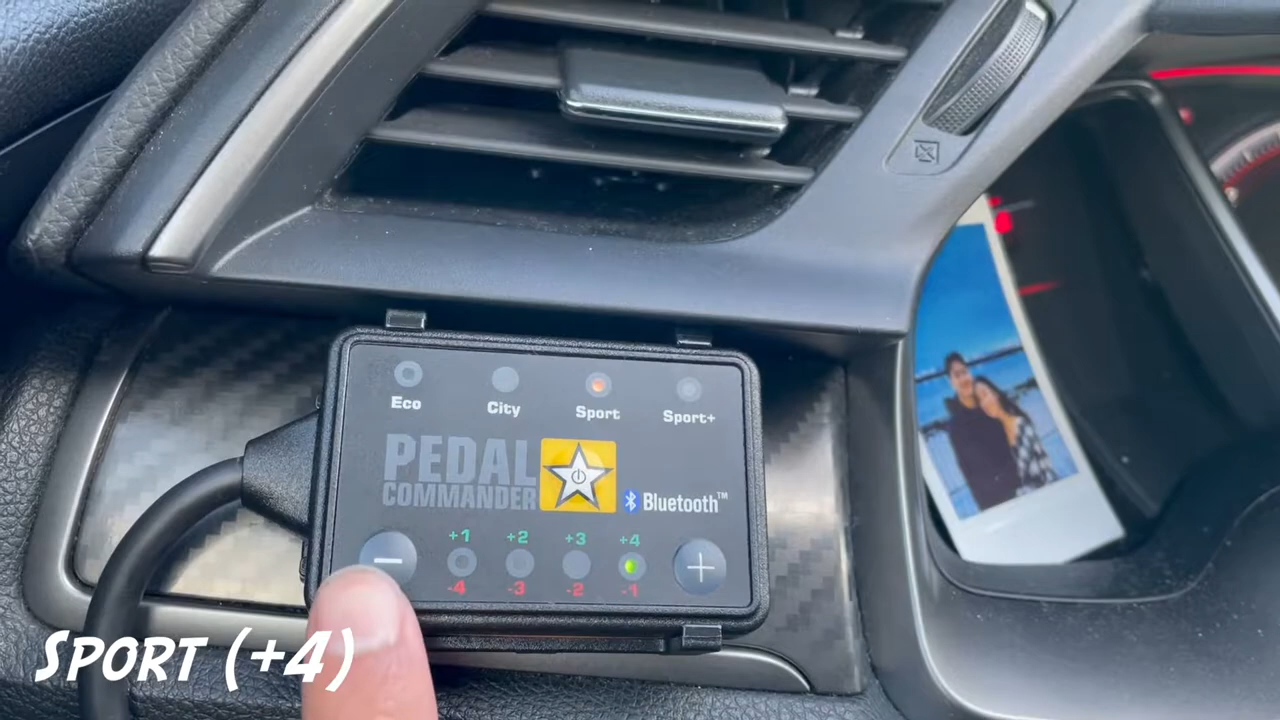 Eco City Sport Sport+
PEDAL
COMMANDER
Bluetooth™
+1 +2 +3 +4
− +
-4 -3 -2 -1
SPORT (+4)